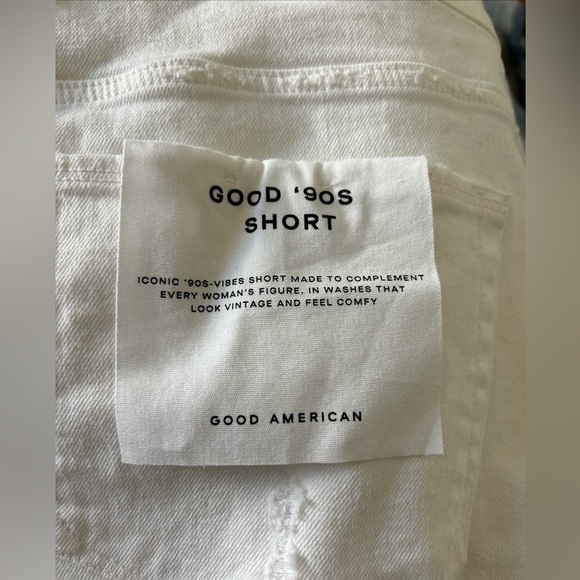 GOOD '90S
SHORT
ICONIC '90S-VIBES SHORT MADE TO COMPLEMENT
EVERY WOMAN'S FIGURE. IN WASHES THAT
LOOK VINTAGE AND FEEL COMFY
GOOD AMERICAN